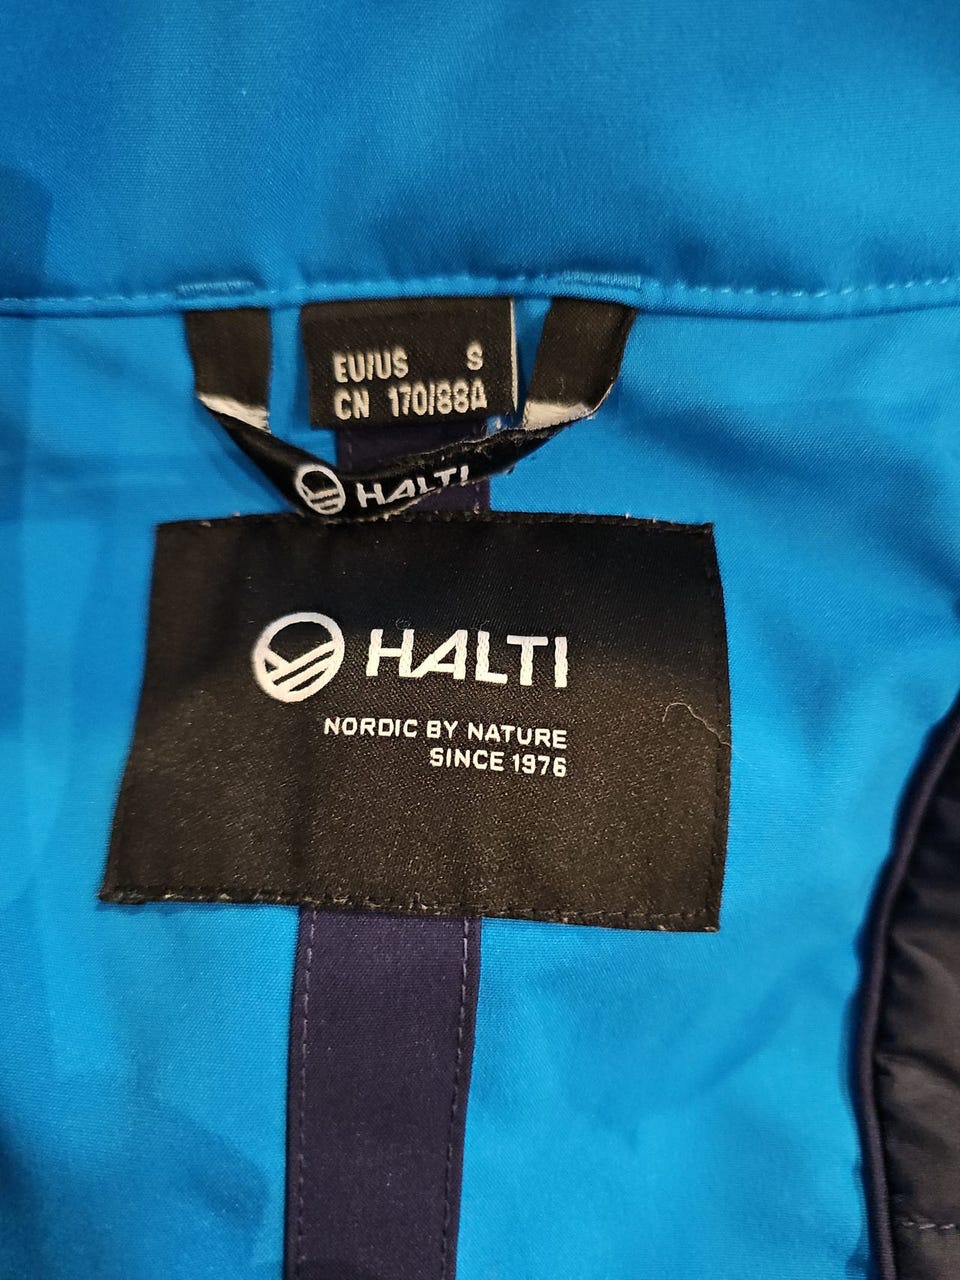 EU/US S
CN 170/88A
HALTI
HALTI
NORDIC BY NATURE
SINCE 1976